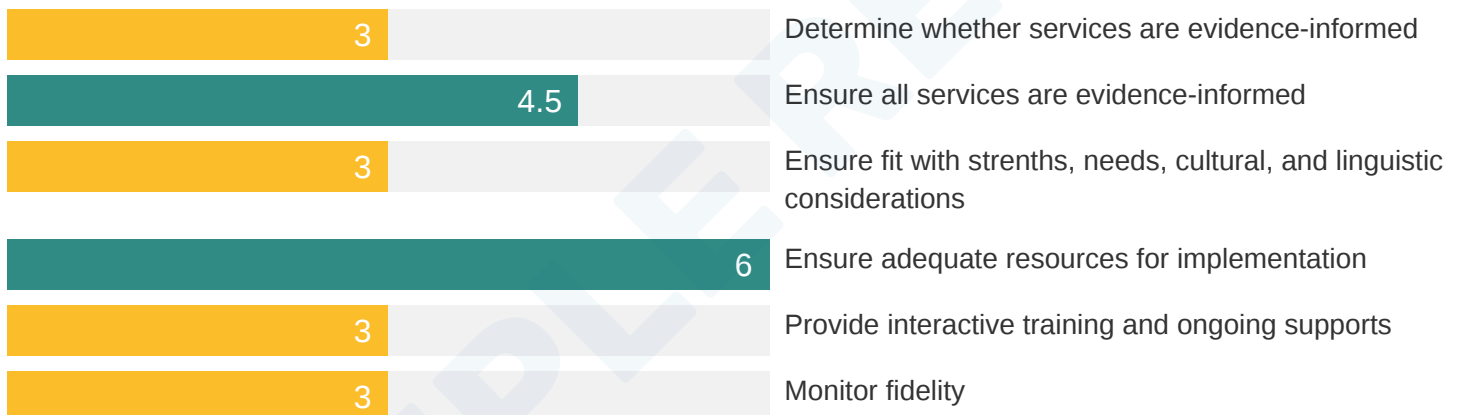 3 Determine whether services are evidence-informed
4.5 Ensure all services are evidence-informed
3 Ensure fit with strenths, needs, cultural, and linguistic
considerations
6 Ensure adequate resources for implementation
3 Provide interactive training and ongoing supports
3 Monitor fidelity